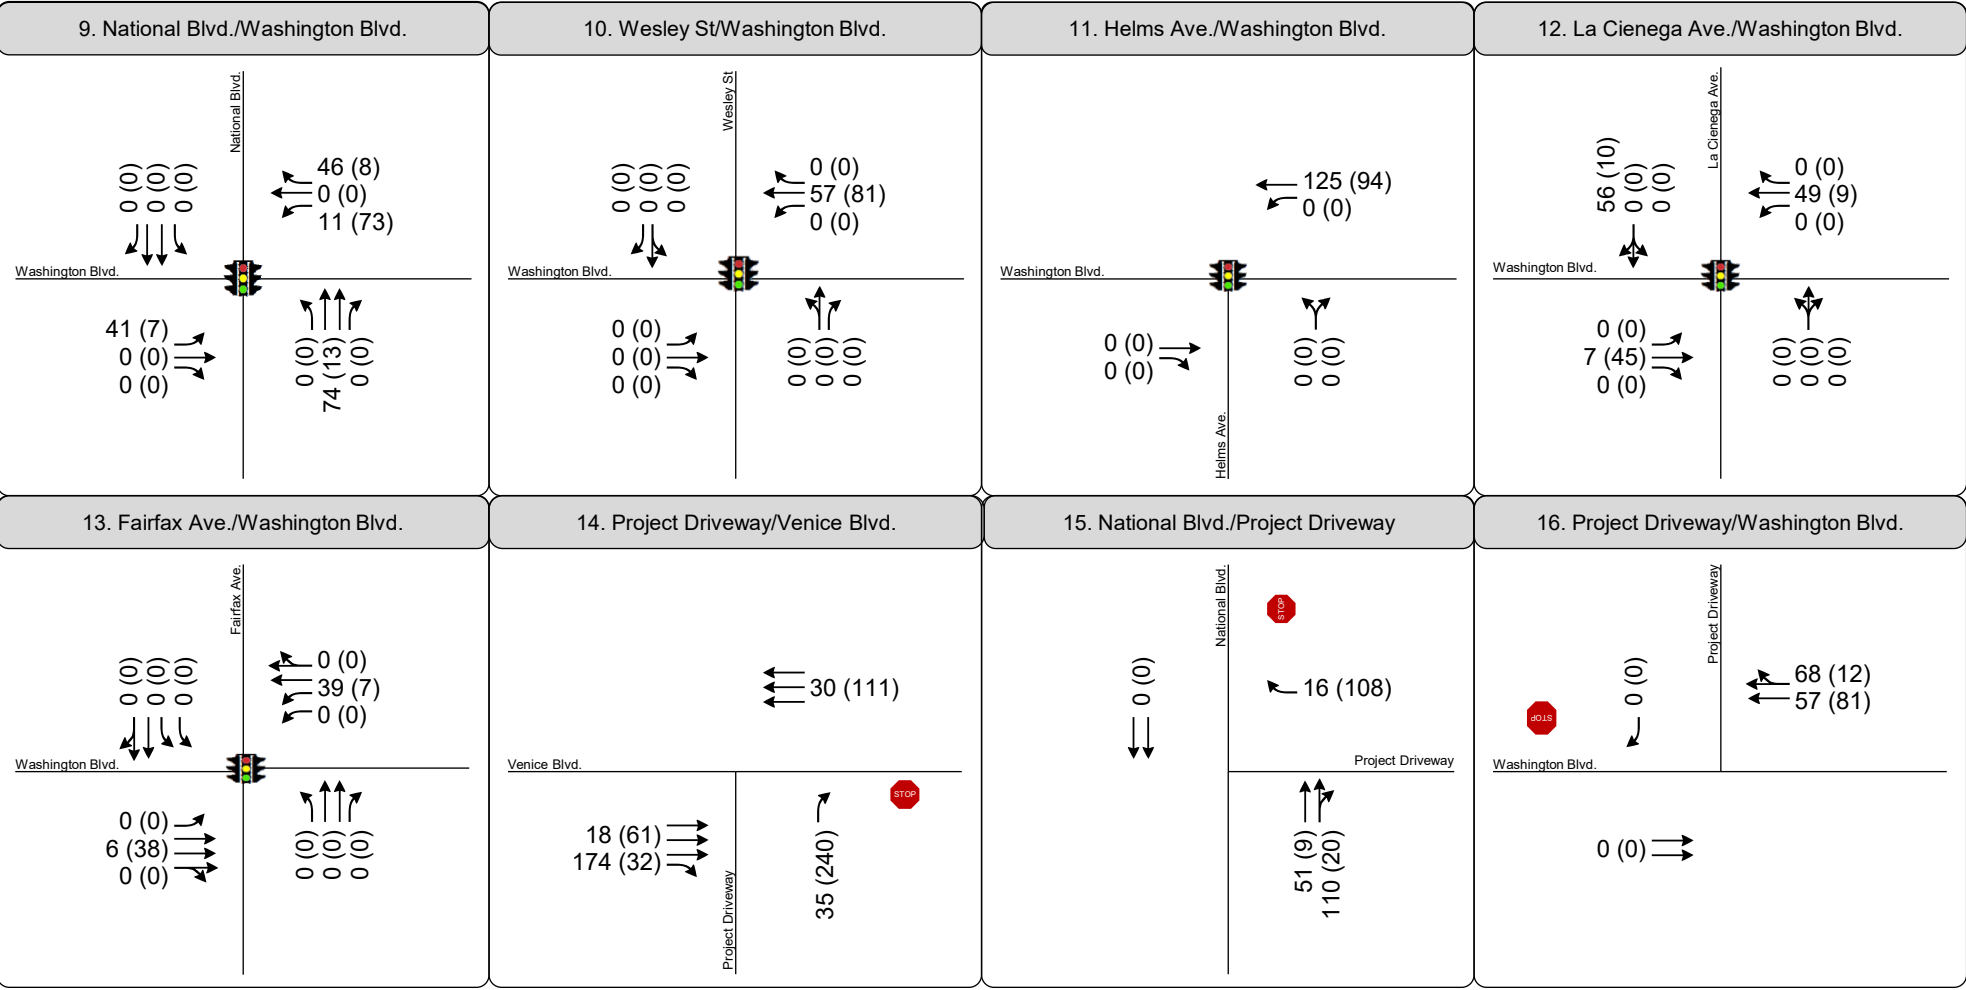 9. National Blvd./Washington Blvd.
National Blvd.
0 (0)
0 (0)
0 (0)
46 (8)
0 (0)
11 (73)
Washington Blvd.
41 (7)
0 (0)
0 (0)
0 (0)
74 (13)
0 (0)
10. Wesley St/Washington Blvd.
Wesley St
0 (0)
0 (0)
0 (0)
0 (0)
57 (81)
0 (0)
Washington Blvd.
0 (0)
0 (0)
0 (0)
0 (0)
0 (0)
0 (0)
11. Helms Ave./Washington Blvd.
125 (94)
0 (0)
Washington Blvd.
0 (0)
0 (0)
0 (0)
0 (0)
Helms Ave.
12. La Cienega Ave./Washington Blvd.
La Cienega Ave.
56 (10)
0 (0)
0 (0)
0 (0)
49 (9)
0 (0)
Washington Blvd.
0 (0)
7 (45)
0 (0)
0 (0)
0 (0)
0 (0)
13. Fairfax Ave./Washington Blvd.
Fairfax Ave.
0 (0)
0 (0)
0 (0)
0 (0)
39 (7)
0 (0)
Washington Blvd.
0 (0)
6 (38)
0 (0)
0 (0)
0 (0)
0 (0)
14. Project Driveway/Venice Blvd.
30 (111)
Venice Blvd.
STOP
18 (61)
174 (32)
35 (240)
Project Driveway
15. National Blvd./Project Driveway
National Blvd.
STOP
0 (0)
16 (108)
Project Driveway
51 (9)
110 (20)
16. Project Driveway/Washington Blvd.
Project Driveway
0 (0)
68 (12)
57 (81)
STOP
Washington Blvd.
0 (0)